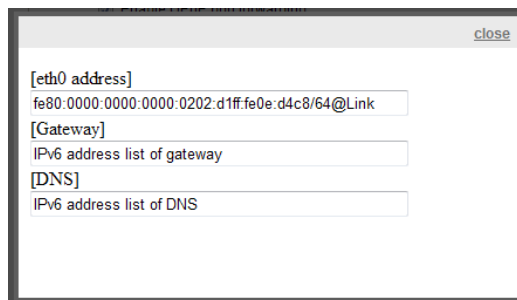 close
[eth0 address]
fe80:0000:0000:0000:0202:d1ff:fe0e:d4c8/64@Link
[Gateway]
IPv6 address list of gateway
[DNS]
IPv6 address list of DNS